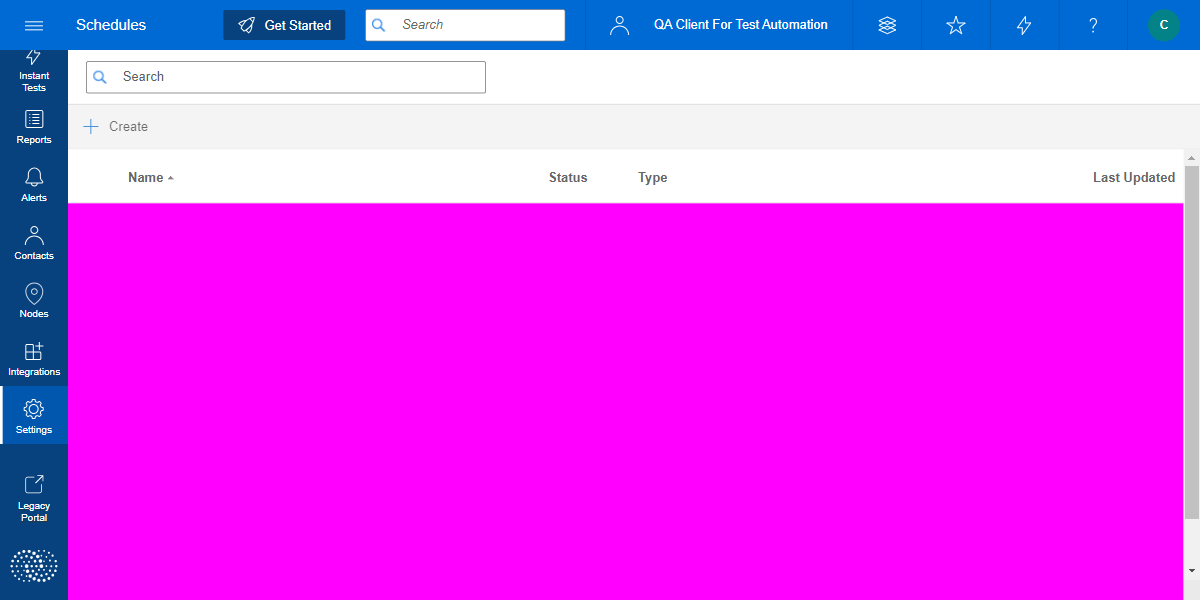 Schedules
Get Started
Search
QA Client For Test Automation
?
C
Instant
Tests
Reports
Alerts
Contacts
Nodes
Integrations
Settings
Legacy
Portal
Search
Create
Name
Status
Type
Last Updated